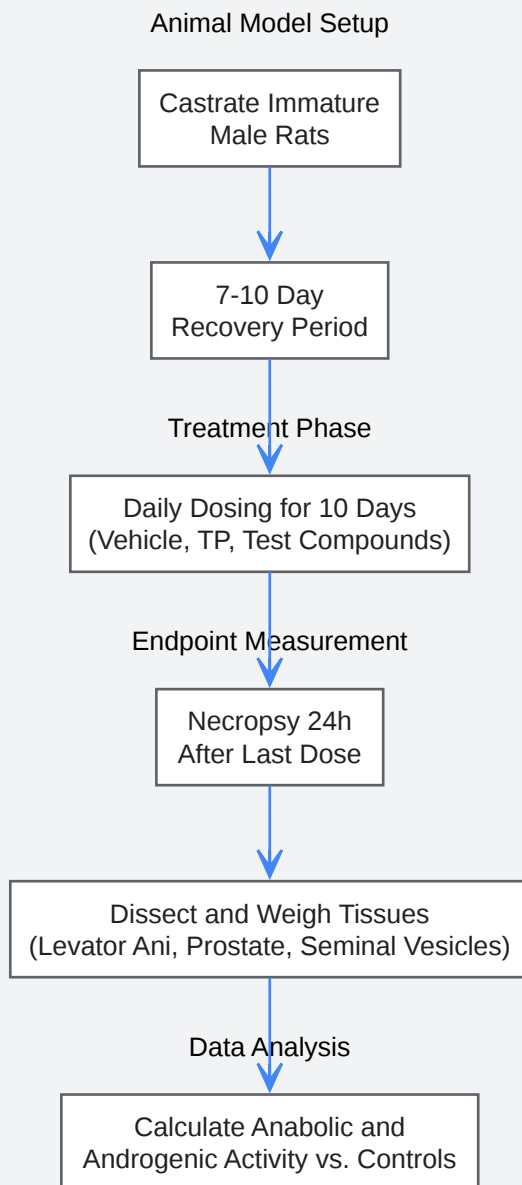 Animal Model Setup
Castrate Immature
Male Rats
7-10 Day
Recovery Period
Treatment Phase
Daily Dosing for 10 Days
(Vehicle, TP, Test Compounds)
Endpoint Measurement
Necropsy 24h
After Last Dose
Dissect and Weigh Tissues
(Levator Ani, Prostate, Seminal Vesicles)
Data Analysis
Calculate Anabolic and
Androgenic Activity vs. Controls